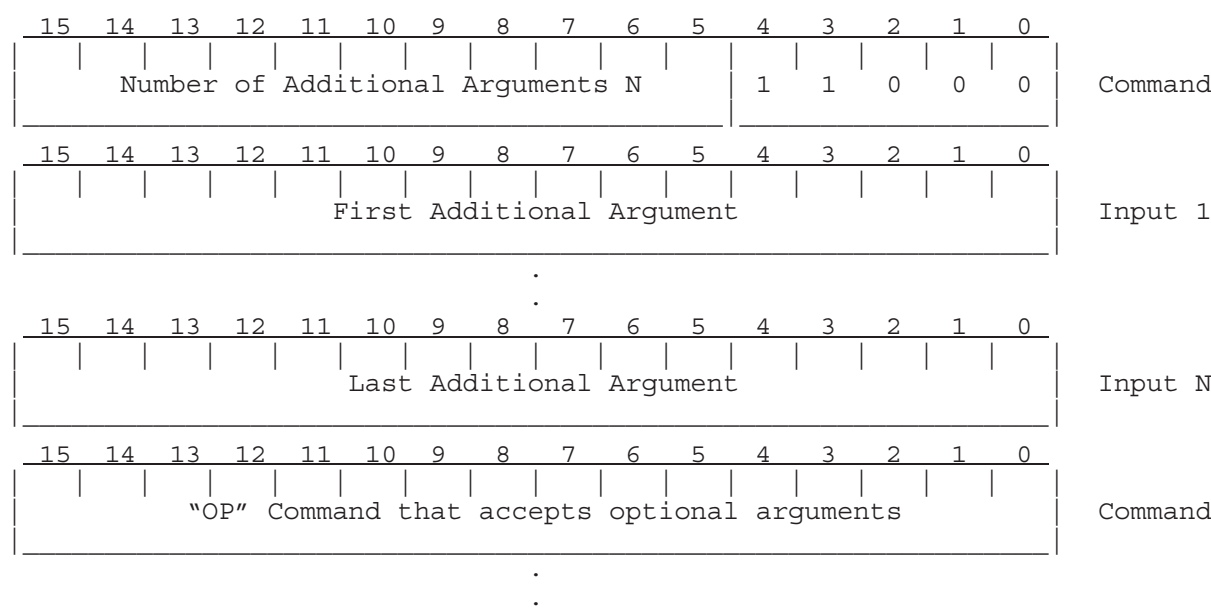 15 14 13 12 11 10 9 8 7 6 5 4 3 2 1 0
Number of Additional Arguments N 1 1 0 0 0 Command
15 14 13 12 11 10 9 8 7 6 5 4 3 2 1 0
First Additional Argument Input 1
.
.
15 14 13 12 11 10 9 8 7 6 5 4 3 2 1 0
Last Additional Argument Input N
15 14 13 12 11 10 9 8 7 6 5 4 3 2 1 0
“OP” Command that accepts optional arguments Command
.
.